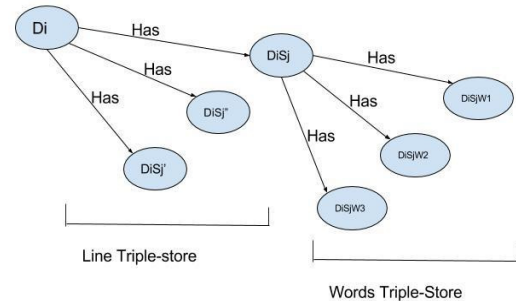 Di
Has
DiSj
Has
Has
DiSj"
DiSj'
Has
Has
Has
DiSjW1
DiSjW2
DiSjW3
Line Triple-store
Words Triple-Store